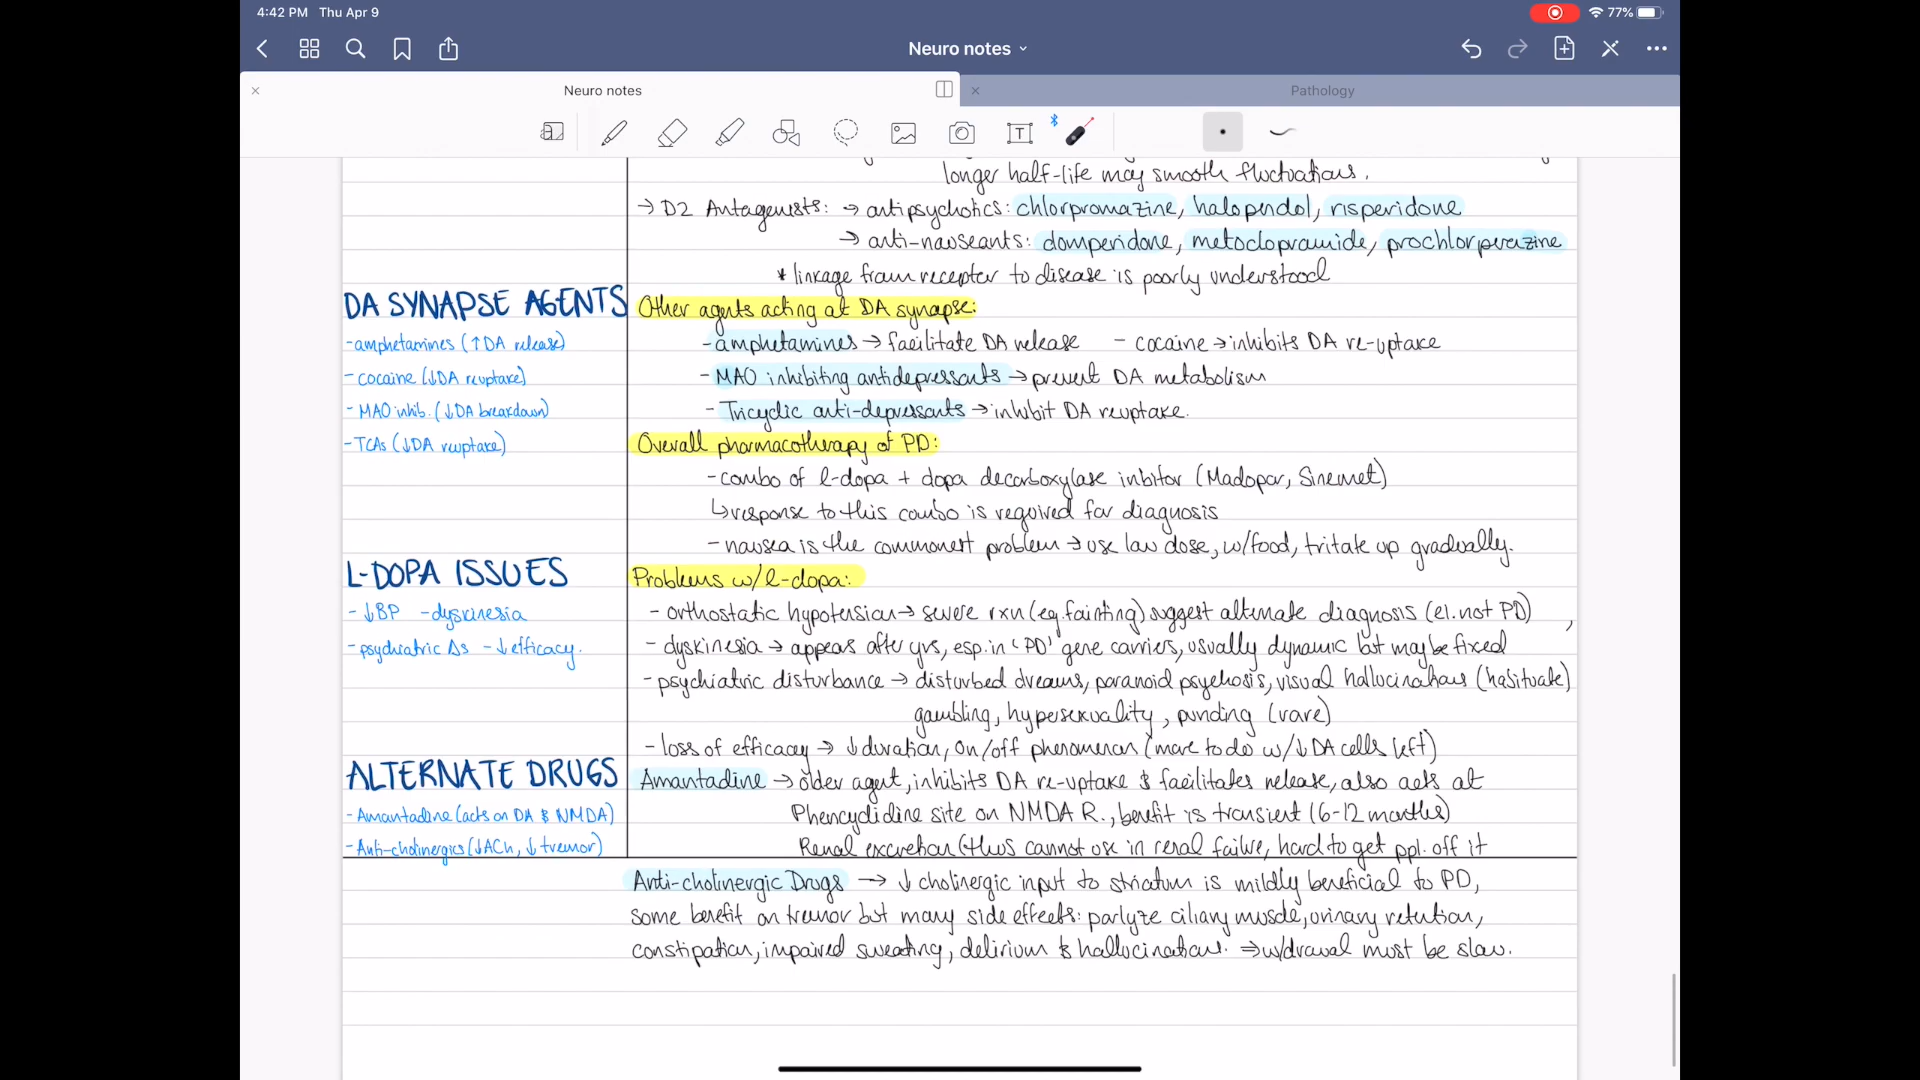 4:42 PM Thu Apr 9
77%
Neuro notes
Neuro notes
Pathology
longer half-life may smooth fluctuations.
→ D2 Antagonists: → antipsychotics: chlorpromazine, haloperidol, risperidone
→ anti-nauseants: domperidone, metoclopramide, prochlorperazine
* linkage from receptor to disease is poorly understood
DA SYNAPSE AGENTS
Other agents acting at DA synapse:
-amphetamines (↑DA release)
-amphetamines → facilitate DA release - cocaine → inhibits DA re-uptake
- cocaine (↓DA reuptake)
- MAO inhibiting antidepressants → prevent DA metabolism
- MAO inhib. (↓DA breakdown)
- Tricyclic anti-depressants → inhibit DA reuptake.
-TCAs (↓DA reuptake)
Overall pharmacotherapy of PD:
-combo of l-dopa + dopa decarboxylase inbitor (Madopar, Sinemet)
↳response to this combo is required for diagnosis
- nausea is the commonest problem → use low dose, w/food, tritate up gradually.
L-DOPA ISSUES
Problems w/ l-dopa:
- ↓BP - dyskinesia
- orthostatic hypotension → severe rxn (eg. fainting) suggest alternate diagnosis (ei. not PD)
- psychiatric Δs - ↓efficacy.
- dyskinesia → appears after yrs, esp. in 'PD' gene carriers, usually dynamic but maybe fixed
- psychiatric disturbance → disturbed dreams, paranoid psychosis, visual hallucinations (habituate)
gambling, hypersexuality, punding (rare)
- loss of efficacy → ↓duration, on/off phenomenon (more to do w/↓DA cells left)
ALTERNATE DRUGS
Amantadine → older agent, inhibits DA re-uptake & facilitates release, also acts at
-Amantadine (acts on DA & NMDA)
Phencyclidine site on NMDA R., benefit is transient (6-12 months)
-Anti-cholinergics (↓ACh, ↓tremor)
Renal excretion (thus cannot use in renal failure, hard to get ppl. off it
Anti-cholinergic Drugs → ↓ cholinergic input to striatum is mildly beneficial to PD,
some benefit on tremor but many side effects: parlyze ciliary muscle, urinary retention,
constipation, impaired sweating, delirium & hallucinations. ⇒ w/drawal must be slow.